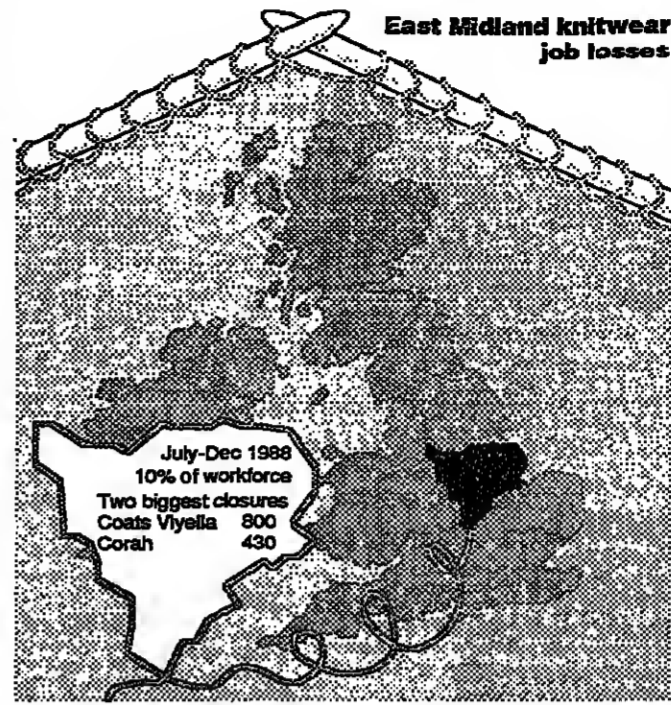 East Midland knitwear
job losses
July-Dec 1988
10% of workforce
Two biggest closures
Coats Viyella 800
Corah 430